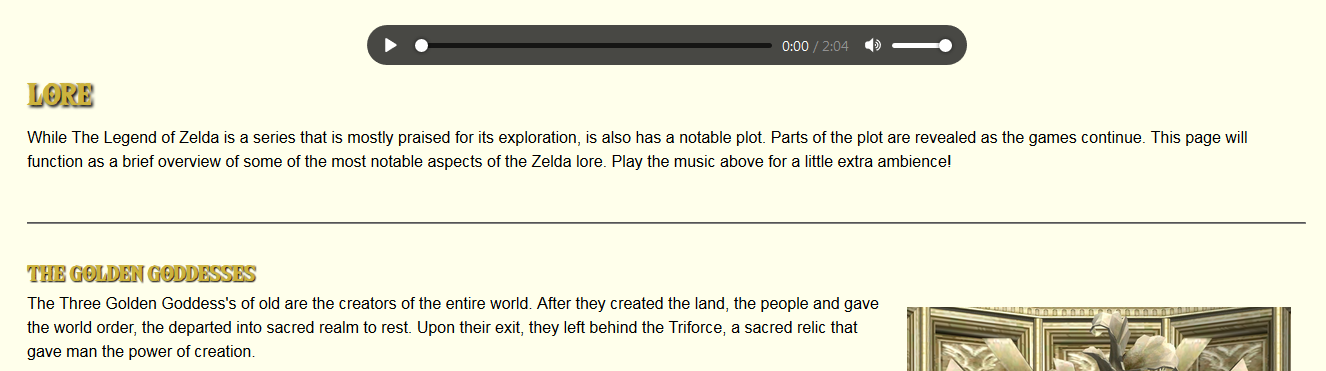 0:00 / 2:04
LORE
While The Legend of Zelda is a series that is mostly praised for its exploration, is also has a notable plot. Parts of the plot are revealed as the games continue. This page will
function as a brief overview of some of the most notable aspects of the Zelda lore. Play the music above for a little extra ambience!
THE GOLDEN GODDESSES
The Three Golden Goddess's of old are the creators of the entire world. After they created the land, the people and gave
the world order, the departed into sacred realm to rest. Upon their exit, they left behind the Triforce, a sacred relic that
gave man the power of creation.